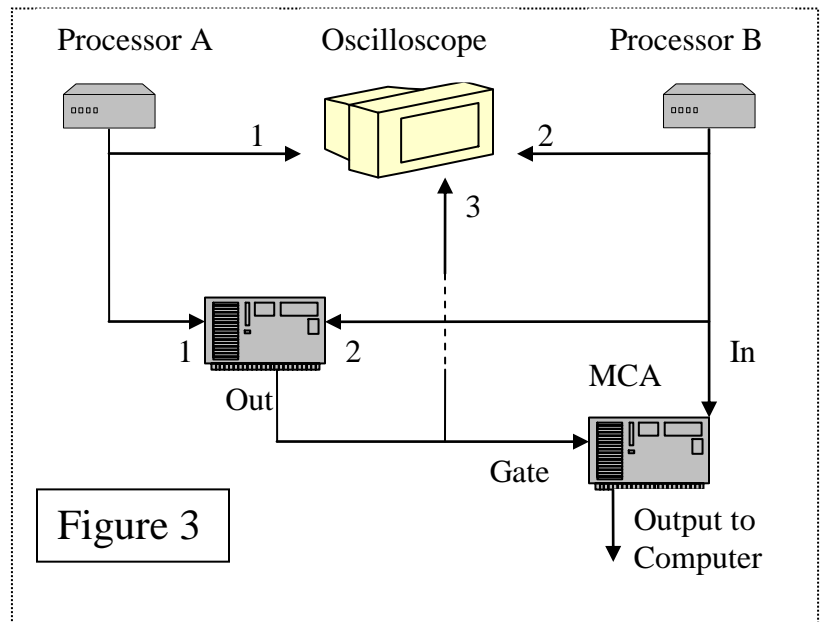 Processor A
Oscilloscope
Processor B
1
2
3
1
2
In
MCA
Out
Gate
Figure 3
Output to
Computer